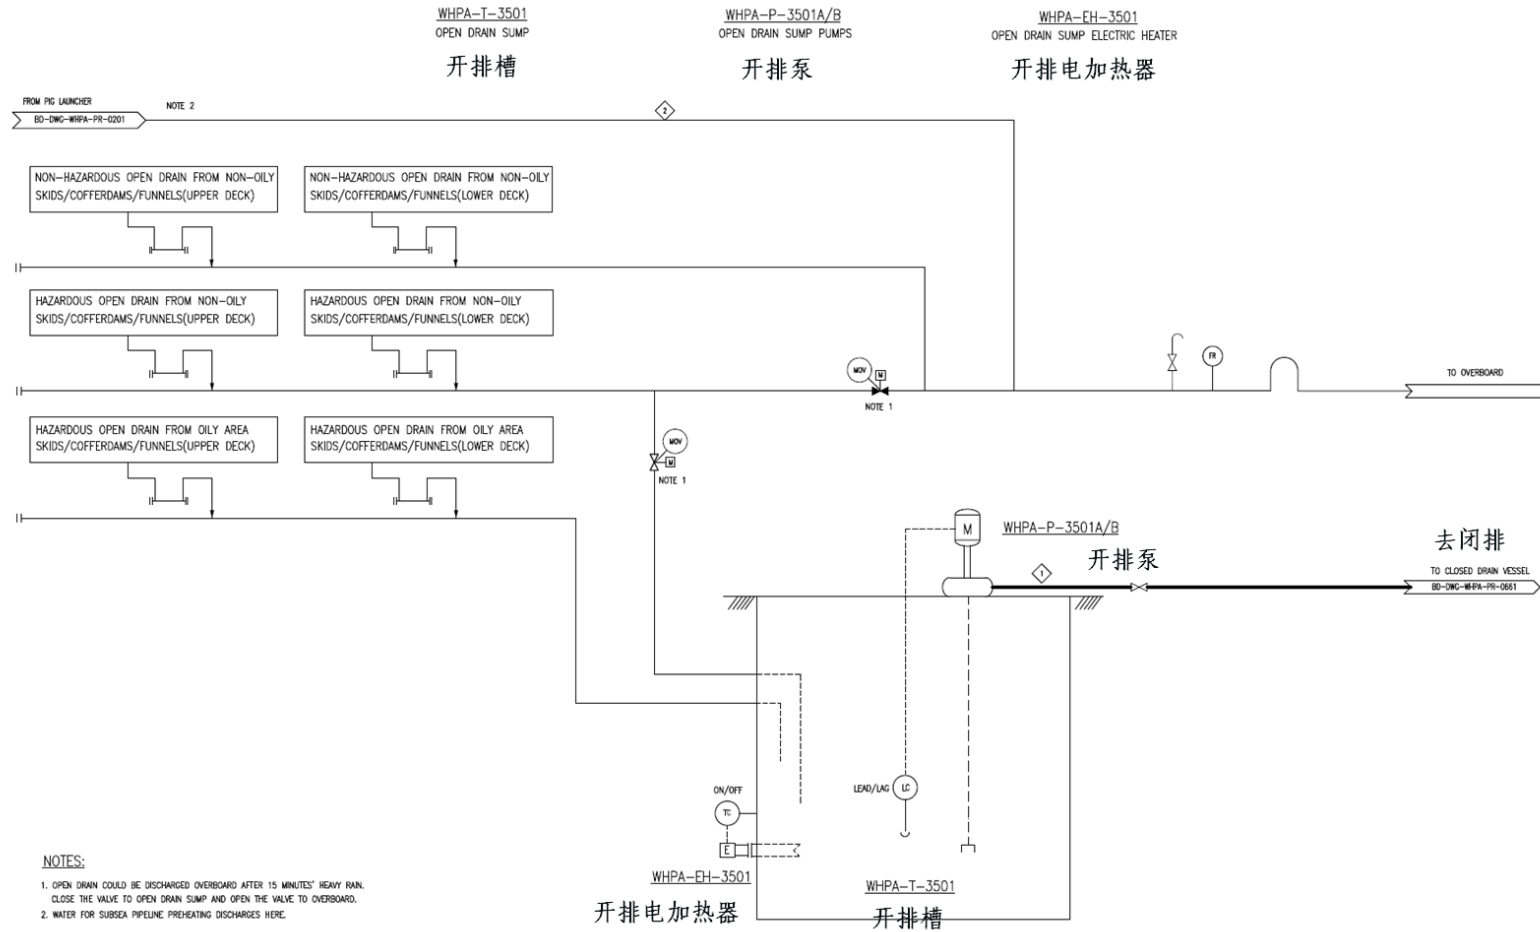 WHPA-T-3501
OPEN DRAIN SUMP
开排槽
WHPA-P-3501A/B
OPEN DRAIN SUMP PUMPS
开排泵
WHPA-EH-3501
OPEN DRAIN SUMP ELECTRIC HEATER
开排电加热器
FROM PIG LAUNCHER
BD-DWG-WHPA-PR-0201
NOTE 2
2
NON-HAZARDOUS OPEN DRAIN FROM NON-OILY
SKIDS/COFFERDAMS/FUNNELS(UPPER DECK)
NON-HAZARDOUS OPEN DRAIN FROM NON-OILY
SKIDS/COFFERDAMS/FUNNELS(LOWER DECK)
HAZARDOUS OPEN DRAIN FROM NON-OILY
SKIDS/COFFERDAMS/FUNNELS(UPPER DECK)
HAZARDOUS OPEN DRAIN FROM NON-OILY
SKIDS/COFFERDAMS/FUNNELS(LOWER DECK)
MOV
M
NOTE 1
FR
TO OVERBOARD
HAZARDOUS OPEN DRAIN FROM OILY AREA
SKIDS/COFFERDAMS/FUNNELS(UPPER DECK)
HAZARDOUS OPEN DRAIN FROM OILY AREA
SKIDS/COFFERDAMS/FUNNELS(LOWER DECK)
MOV
M
NOTE 1
M
WHPA-P-3501A/B
开排泵
1
去闭排
TO CLOSED DRAIN VESSEL
BD-DWG-WHPA-PR-0661
ON/OFF
TC
LEAD/LAG
LC
E
WHPA-EH-3501
开排电加热器
WHPA-T-3501
开排槽
NOTES:
1. OPEN DRAIN COULD BE DISCHARGED OVERBOARD AFTER 15 MINUTES' HEAVY RAIN.
CLOSE THE VALVE TO OPEN DRAIN SUMP AND OPEN THE VALVE TO OVERBOARD.
2. WATER FOR SUBSEA PIPELINE PREHEATING DISCHARGES HERE.